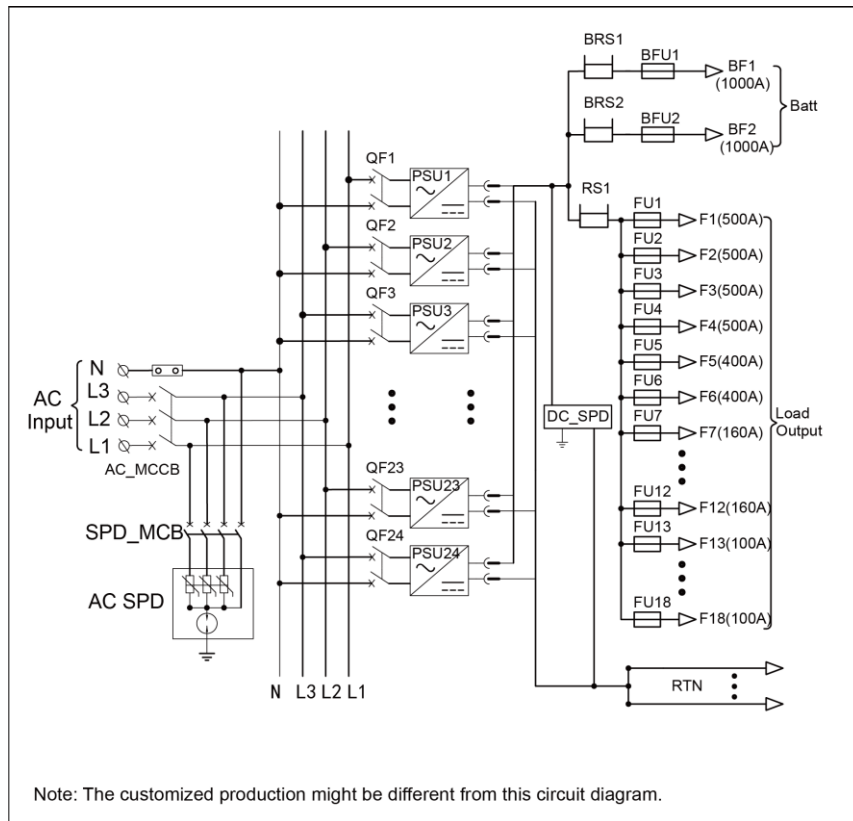 BRS1
BFU1
BF1
(1000A)
Batt
BRS2
BFU2
BF2
(1000A)
QF1
PSU1
RS1
FU1
F1(500A)
QF2
PSU2
FU2
F2(500A)
QF3
PSU3
FU3
F3(500A)
FU4
F4(500A)
FU5
F5(400A)
FU6
F6(400A)
FU7
F7(160A)
AC
Input
N
L3
L2
L1
AC_MCCB
DC_SPD
Load
Output
QF23
PSU23
FU12
F12(160A)
SPD_MCB
QF24
PSU24
FU13
F13(100A)
AC SPD
FU18
F18(100A)
N L3 L2 L1
RTN
Note: The customized production might be different from this circuit diagram.